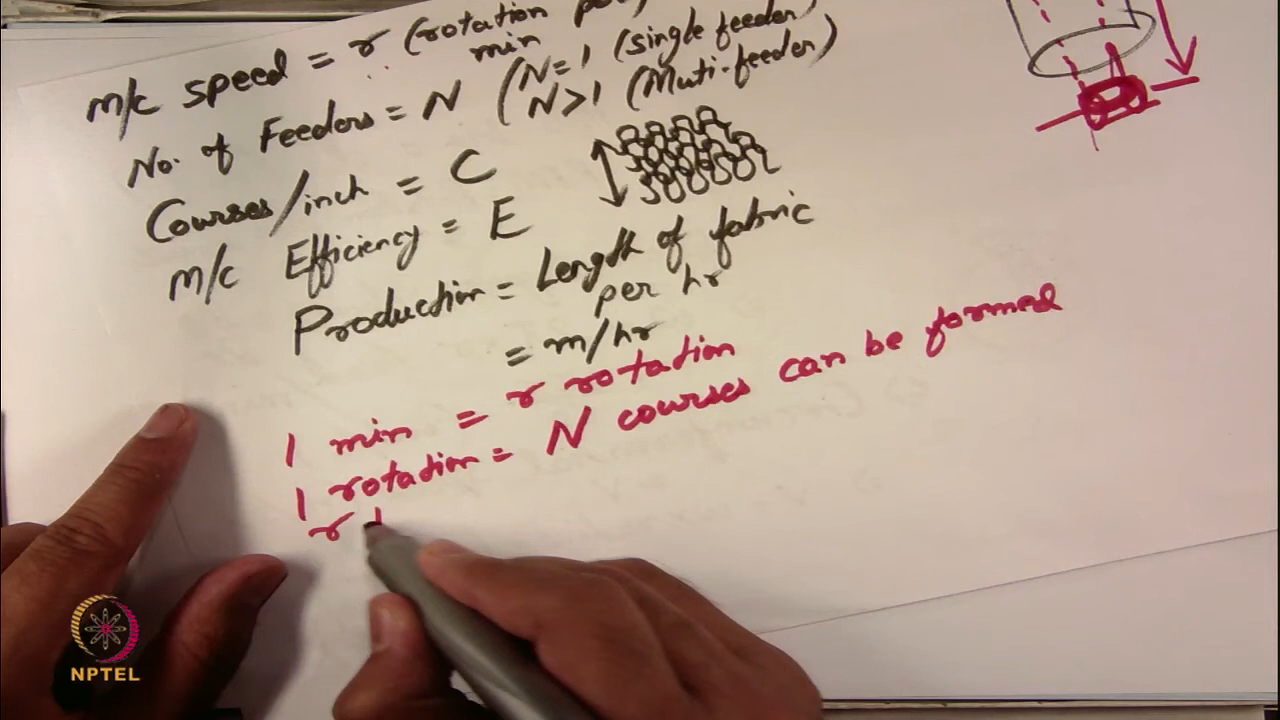 m/c speed = r (rotation per
min
No. of Feeders = N (N=1 (single feeder)
N>1 (Muti-feeder)
Courses/inch = C
m/c Efficiency = E
Production = Length of fabric
per hr
= m/hr
1 min = r rotation
1 rotation = N courses can be formed
r
NPTEL